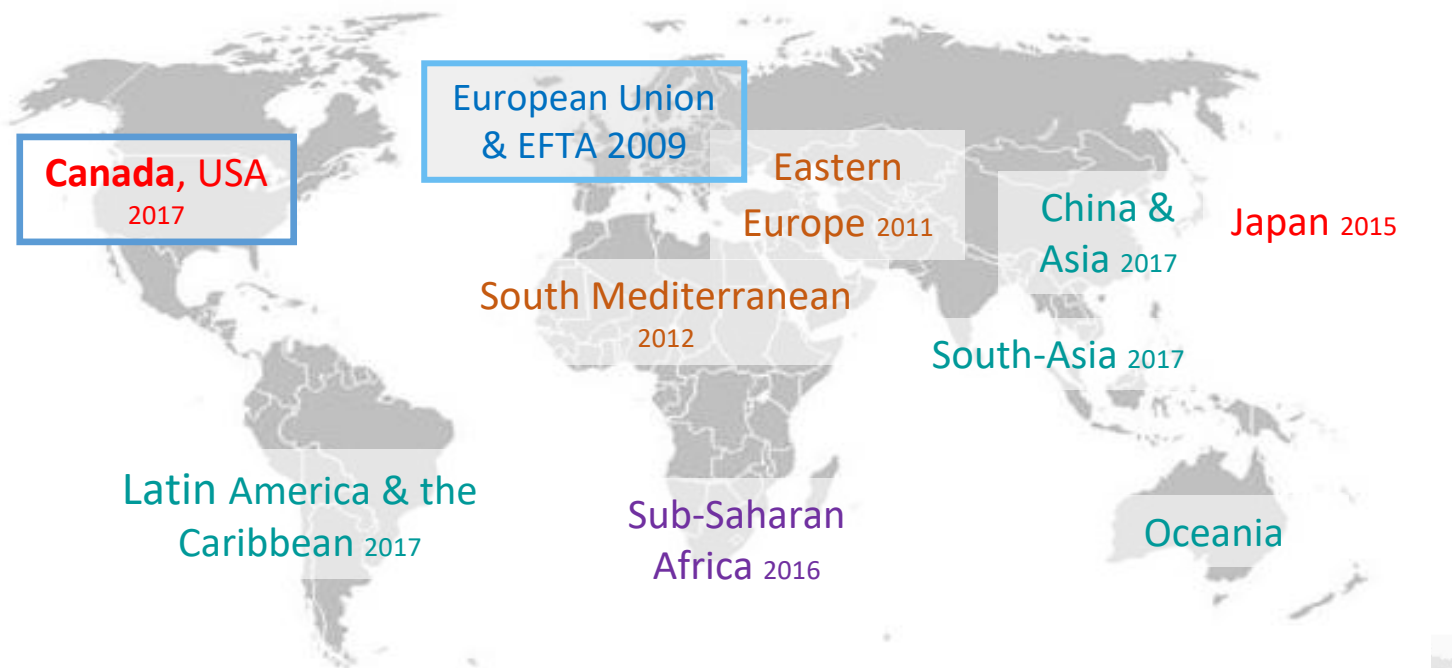 European Union
& EFTA 2009
Canada, USA
2017
Eastern
Europe 2011
China &
Asia 2017
Japan 2015
South Mediterranean
2012
South-Asia 2017
Latin America & the
Caribbean 2017
Sub-Saharan
Africa 2016
Oceania